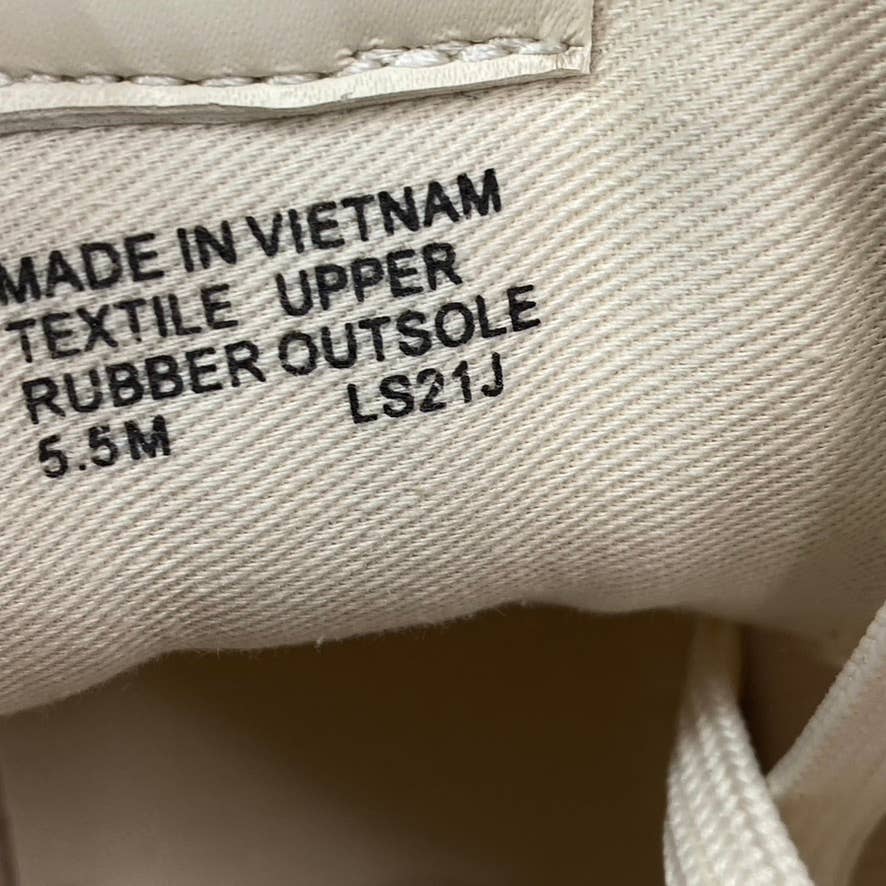 MADE IN VIETNAM
TEXTILE UPPER
RUBBER OUTSOLE
5.5M LS21J